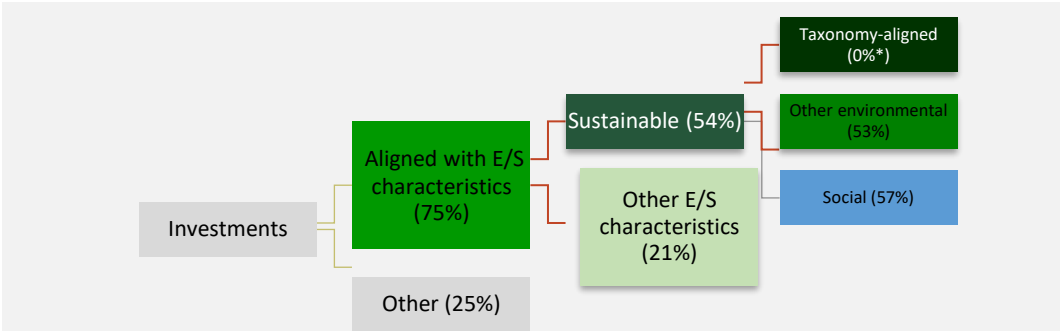 Investments
Aligned with E/S
characteristics
(75%)
Other (25%)
Sustainable (54%)
Other E/S
characteristics
(21%)
Taxonomy-aligned
(0%*)
Other environmental
(53%)
Social (57%)